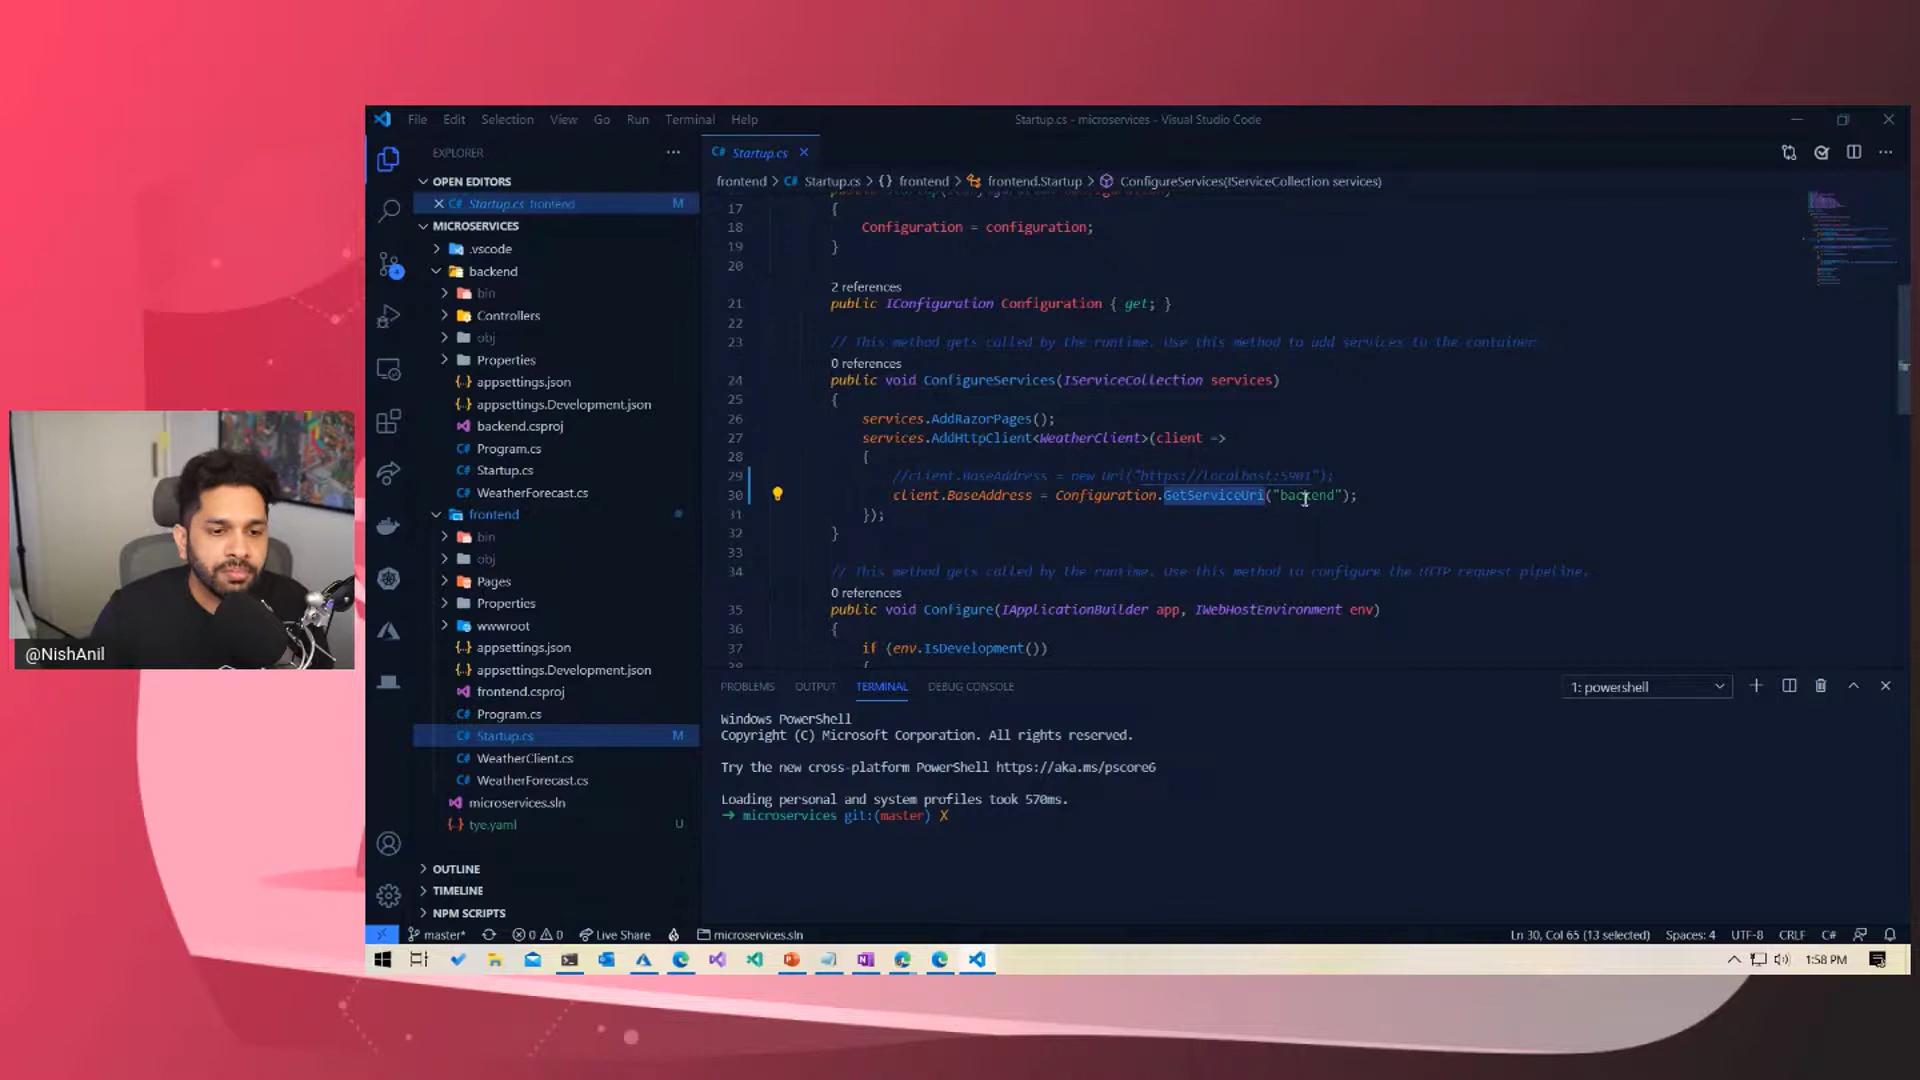 File Edit Selection View Go Run Terminal Help
Startup.cs - microservices - Visual Studio Code
EXPLORER
OPEN EDITORS
Startup.cs frontend M
MICROSERVICES
.vscode
backend
bin
Controllers
obj
Properties
appsettings.json
appsettings.Development.json
backend.csproj
Program.cs
Startup.cs
WeatherForecast.cs
frontend
bin
obj
Pages
Properties
wwwroot
appsettings.json
appsettings.Development.json
frontend.csproj
Program.cs
Startup.cs M
WeatherClient.cs
WeatherForecast.cs
microservices.sln
tye.yaml U
OUTLINE
TIMELINE
NPM SCRIPTS
Startup.cs
frontend > Startup.cs > {} frontend > frontend.Startup > ConfigureServices(IServiceCollection services)
17 {
18 Configuration = configuration;
19 }
20
2 references
21 public IConfiguration Configuration { get; }
22
23 // This method gets called by the runtime. Use this method to add services to the container.
0 references
24 public void ConfigureServices(IServiceCollection services)
25 {
26 services.AddRazorPages();
27 services.AddHttpClient<WeatherClient>(client =>
28 {
29 //client.BaseAddress = new Uri("https://localhost:5901");
30 client.BaseAddress = Configuration.GetServiceUri("backend");
31 });
32 }
33
34 // This method gets called by the runtime. Use this method to configure the HTTP request pipeline.
0 references
35 public void Configure(IApplicationBuilder app, IWebHostEnvironment env)
36 {
37 if (env.IsDevelopment())
38 {
PROBLEMS OUTPUT TERMINAL DEBUG CONSOLE
1: powershell
Windows PowerShell
Copyright (C) Microsoft Corporation. All rights reserved.
Try the new cross-platform PowerShell https://aka.ms/pscore6
Loading personal and system profiles took 570ms.
→ microservices git:(master) X
master* 0 0 Live Share microservices.sln
Ln 30, Col 65 (13 selected) Spaces: 4 UTF-8 CRLF C#
1:58 PM
@NishAnil